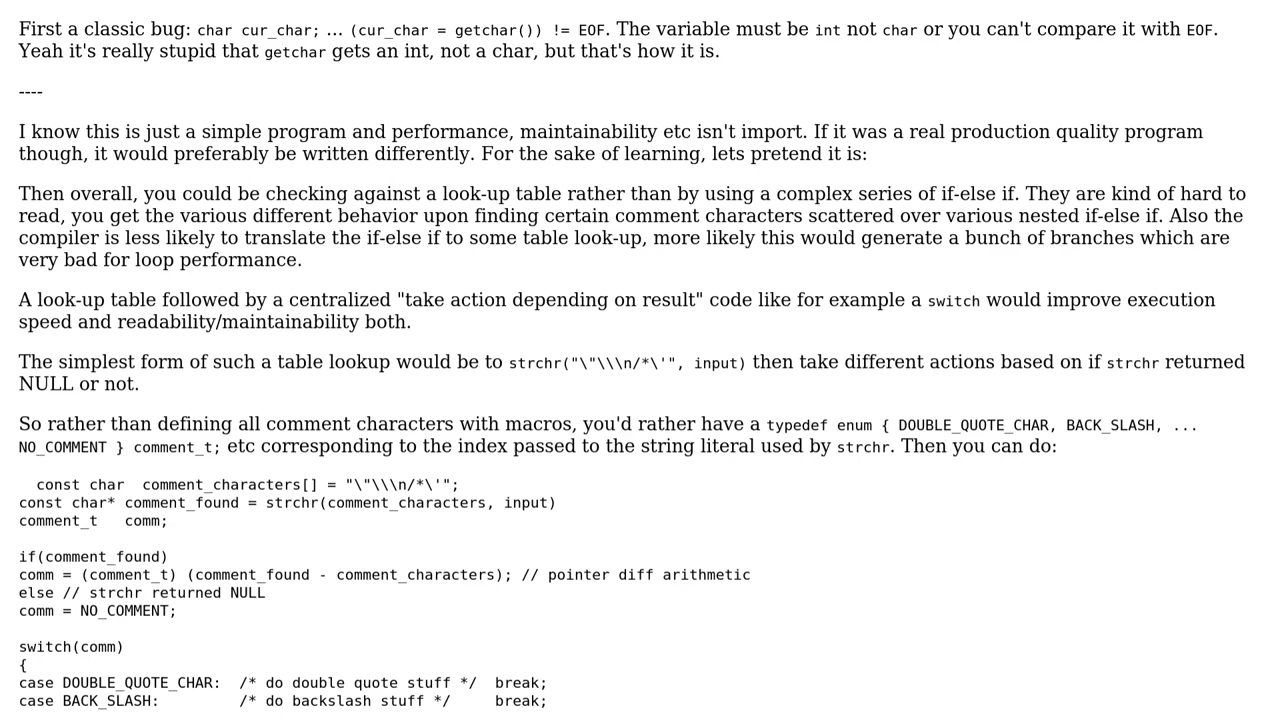 First a classic bug: char cur_char; ... (cur_char = getchar()) != EOF. The variable must be int not char or you can't compare it with EOF.
Yeah it's really stupid that getchar gets an int, not a char, but that's how it is.
----
I know this is just a simple program and performance, maintainability etc isn't import. If it was a real production quality program
though, it would preferably be written differently. For the sake of learning, lets pretend it is:
Then overall, you could be checking against a look-up table rather than by using a complex series of if-else if. They are kind of hard to
read, you get the various different behavior upon finding certain comment characters scattered over various nested if-else if. Also the
compiler is less likely to translate the if-else if to some table look-up, more likely this would generate a bunch of branches which are
very bad for loop performance.
A look-up table followed by a centralized "take action depending on result" code like for example a switch would improve execution
speed and readability/maintainability both.
The simplest form of such a table lookup would be to strchr("\"\\\n/*\'", input) then take different actions based on if strchr returned
NULL or not.
So rather than defining all comment characters with macros, you'd rather have a typedef enum { DOUBLE_QUOTE_CHAR, BACK_SLASH, ...
NO_COMMENT } comment_t; etc corresponding to the index passed to the string literal used by strchr. Then you can do:
  const char  comment_characters[] = "\"\\\n/*\'";
const char* comment_found = strchr(comment_characters, input)
comment_t   comm;
if(comment_found)
comm = (comment_t) (comment_found - comment_characters); // pointer diff arithmetic
else // strchr returned NULL
comm = NO_COMMENT;
switch(comm)
{
case DOUBLE_QUOTE_CHAR:  /* do double quote stuff */  break;
case BACK_SLASH:         /* do backslash stuff */     break;